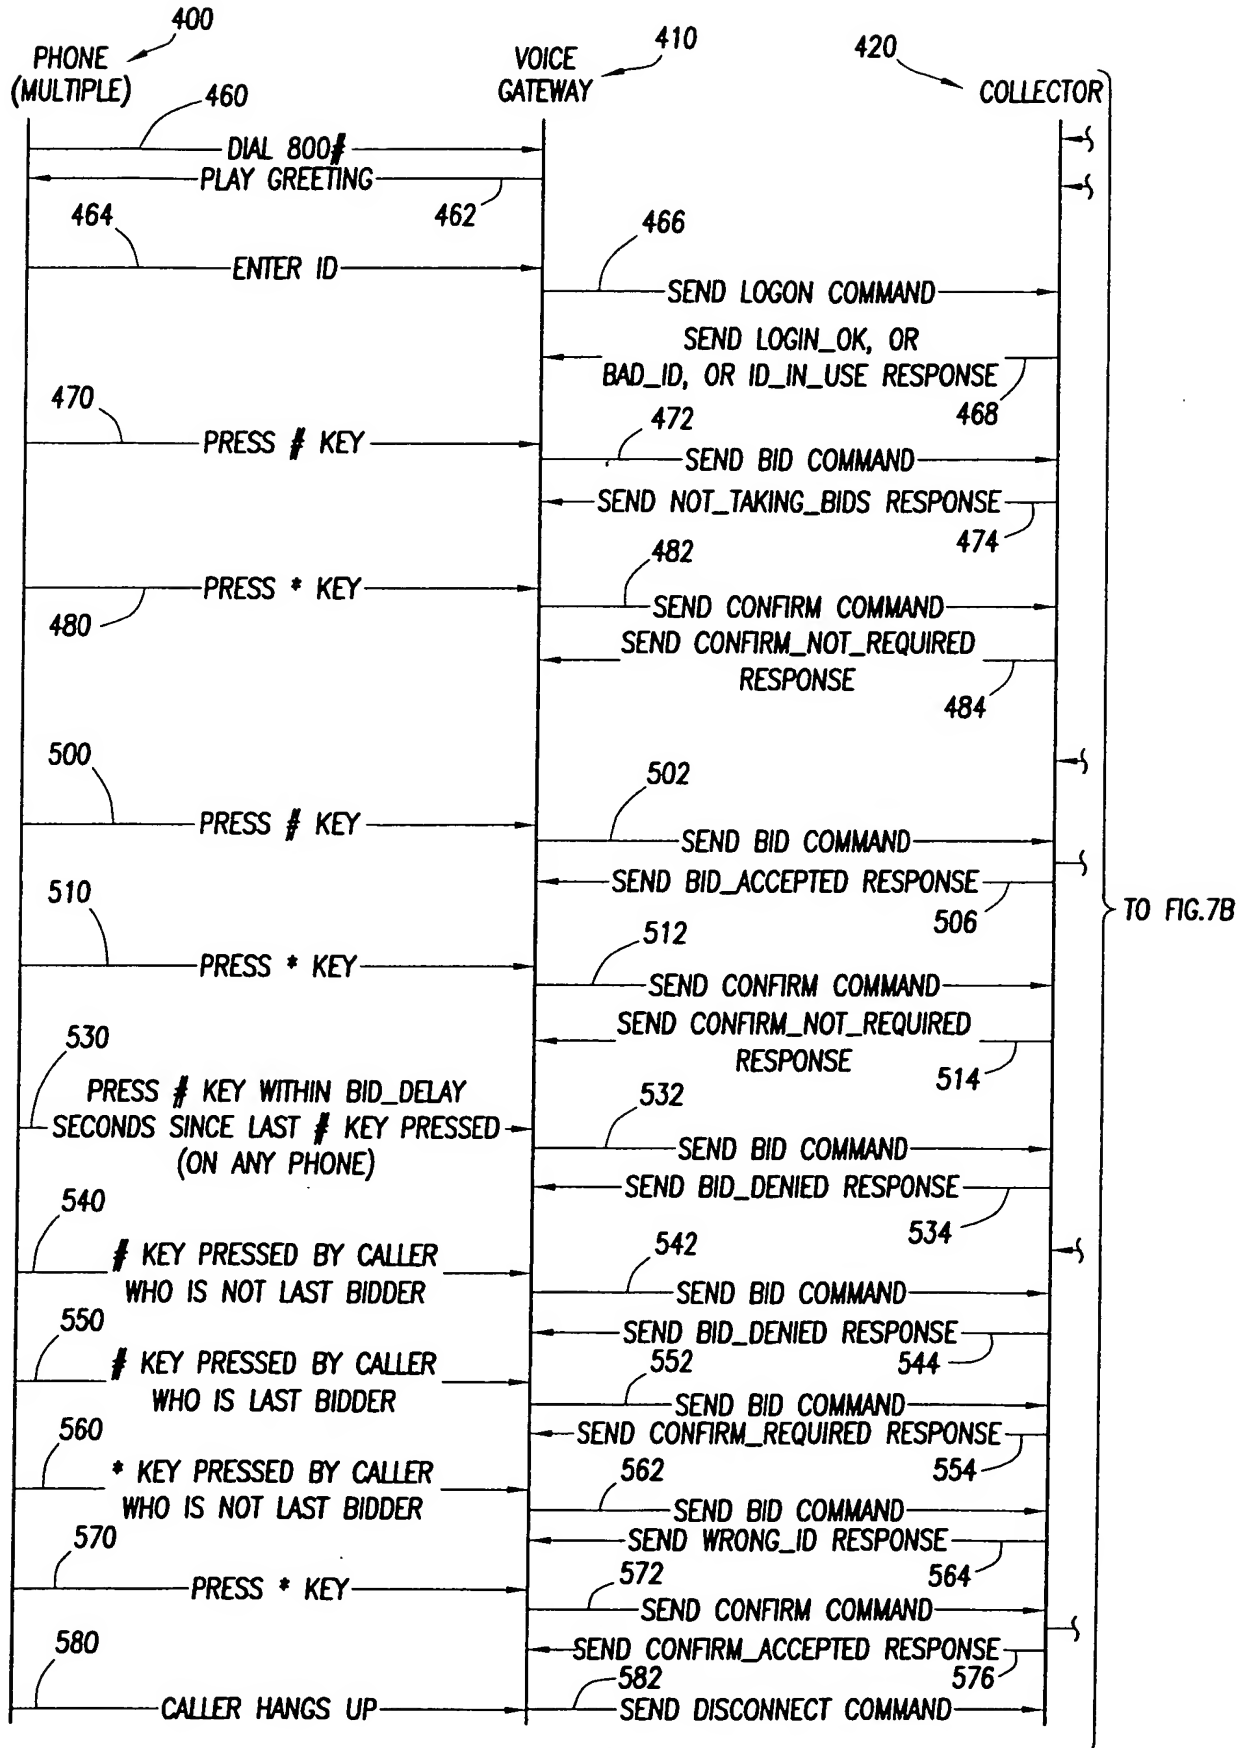 400
PHONE
(MULTIPLE)
VOICE
GATEWAY
410
420
COLLECTOR
460
DIAL 800#
PLAY GREETING
462
464
ENTER ID
466
SEND LOGON COMMAND
SEND LOGIN_OK, OR
BAD_ID, OR ID_IN_USE RESPONSE
468
470
PRESS # KEY
472
SEND BID COMMAND
SEND NOT_TAKING_BIDS RESPONSE
474
PRESS * KEY
480
482
SEND CONFIRM COMMAND
SEND CONFIRM_NOT_REQUIRED
RESPONSE
484
500
PRESS # KEY
502
SEND BID COMMAND
SEND BID_ACCEPTED RESPONSE
506
TO FIG.7B
510
PRESS * KEY
512
SEND CONFIRM COMMAND
SEND CONFIRM_NOT_REQUIRED
RESPONSE
514
530
PRESS # KEY WITHIN BID_DELAY
SECONDS SINCE LAST # KEY PRESSED
(ON ANY PHONE)
532
SEND BID COMMAND
SEND BID_DENIED RESPONSE
534
540
# KEY PRESSED BY CALLER
WHO IS NOT LAST BIDDER
542
SEND BID COMMAND
SEND BID_DENIED RESPONSE
544
550
# KEY PRESSED BY CALLER
WHO IS LAST BIDDER
552
SEND BID COMMAND
SEND CONFIRM_REQUIRED RESPONSE
554
560
* KEY PRESSED BY CALLER
WHO IS NOT LAST BIDDER
562
SEND BID COMMAND
SEND WRONG_ID RESPONSE
564
570
PRESS * KEY
572
SEND CONFIRM COMMAND
SEND CONFIRM_ACCEPTED RESPONSE
576
580
CALLER HANGS UP
582
SEND DISCONNECT COMMAND